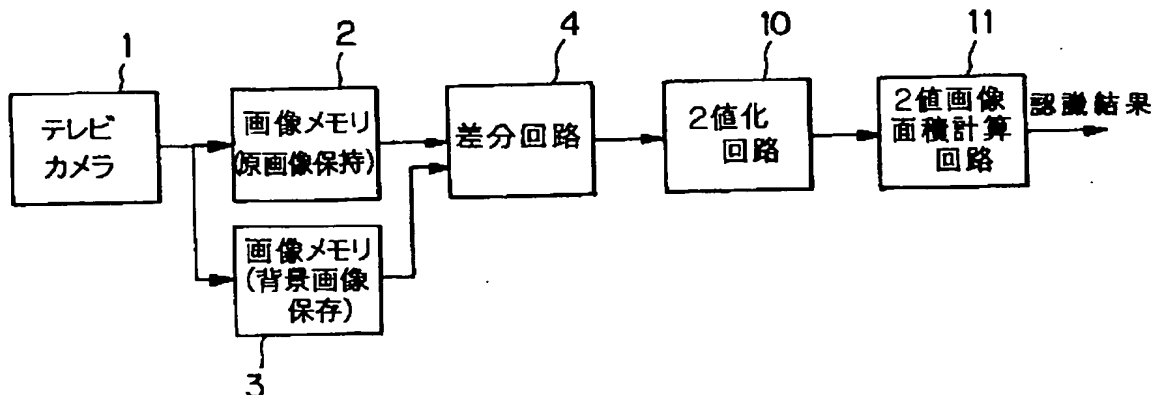 1
テレビ
カメラ
2
画像メモリ
(原画像保持)
画像メモリ
(背景画像
保存)
3
4
差分回路
10
2値化
回路
11
2値画像
面積計算
回路
認識結果